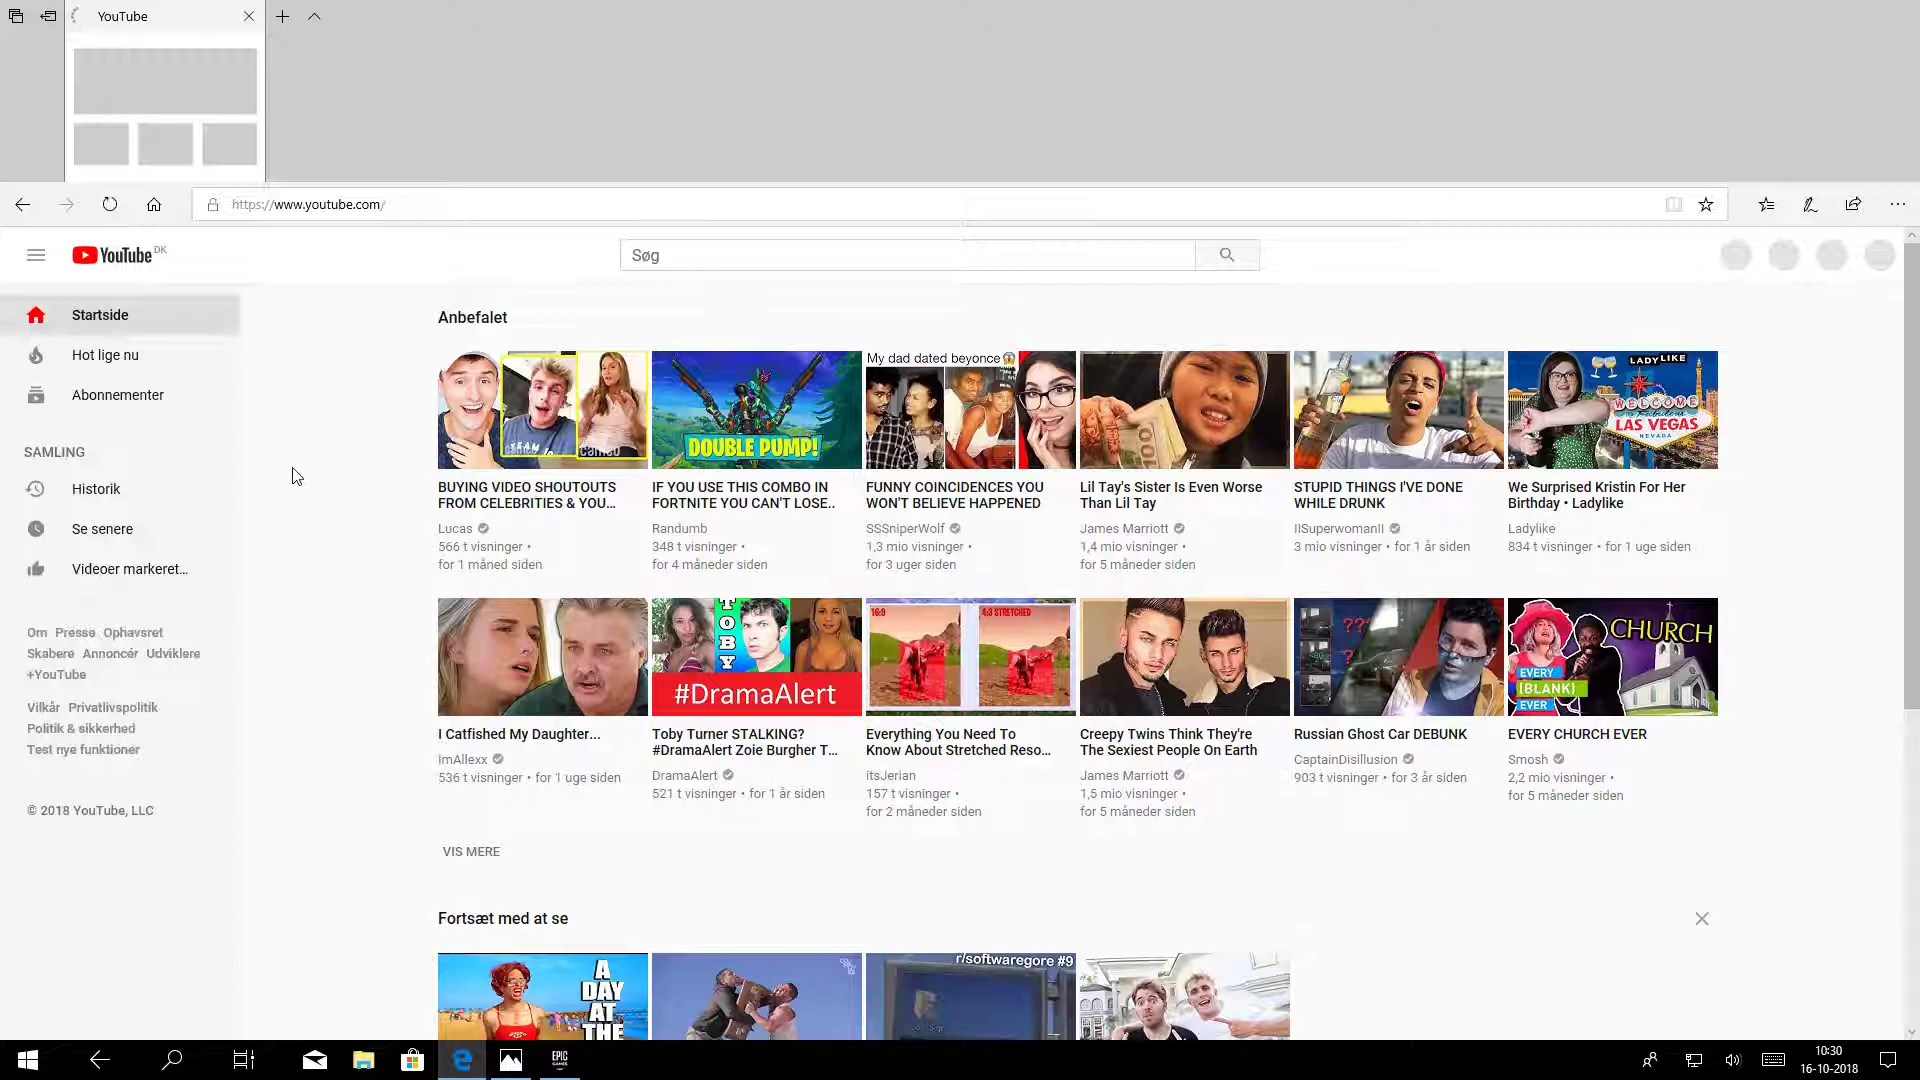 YouTube
https://www.youtube.com/
YouTube DK
Søg
Startside
Hot lige nu
Abonnementer
SAMLING
Historik
Se senere
Videoer markeret...
Om Presse Ophavsret
Skabere Annoncér Udviklere
+YouTube
Vilkår Privatlivspolitik
Politik & sikkerhed
Test nye funktioner
© 2018 YouTube, LLC
Anbefalet
TEAM
cameo
cameo
DOUBLE PUMP!
My dad dated beyonce
LADYLIKE
WELCOME
TO Fabulous
LAS VEGAS
NEVADA
BUYING VIDEO SHOUTOUTS
FROM CELEBRITIES & YOU...
Lucas
566 t visninger •
for 1 måned siden
IF YOU USE THIS COMBO IN
FORTNITE YOU CAN'T LOSE..
Randumb
348 t visninger •
for 4 måneder siden
FUNNY COINCIDENCES YOU
WON'T BELIEVE HAPPENED
SSSniperWolf
1,3 mio visninger •
for 3 uger siden
Lil Tay's Sister Is Even Worse
Than Lil Tay
James Marriott
1,4 mio visninger •
for 5 måneder siden
STUPID THINGS I'VE DONE
WHILE DRUNK
IISuperwomanII
3 mio visninger • for 1 år siden
We Surprised Kristin For Her
Birthday • Ladylike
Ladylike
834 t visninger • for 1 uge siden
TOBY
#DramaAlert
16:9
4:3 STRETCHED
???
CHURCH
EVERY
[BLANK]
EVER
I Catfished My Daughter...
ImAllexx
536 t visninger • for 1 uge siden
Toby Turner STALKING?
#DramaAlert Zoie Burgher T...
DramaAlert
521 t visninger • for 1 år siden
Everything You Need To
Know About Stretched Reso...
itsJerian
157 t visninger •
for 2 måneder siden
Creepy Twins Think They're
The Sexiest People On Earth
James Marriott
1,5 mio visninger •
for 5 måneder siden
Russian Ghost Car DEBUNK
CaptainDisillusion
903 t visninger • for 3 år siden
EVERY CHURCH EVER
Smosh
2,2 mio visninger •
for 5 måneder siden
VIS MERE
Fortsæt med at se
A
DAY
AT
THE
r/softwaregore #9
EPIC
GAMES
10:30
16-10-2018